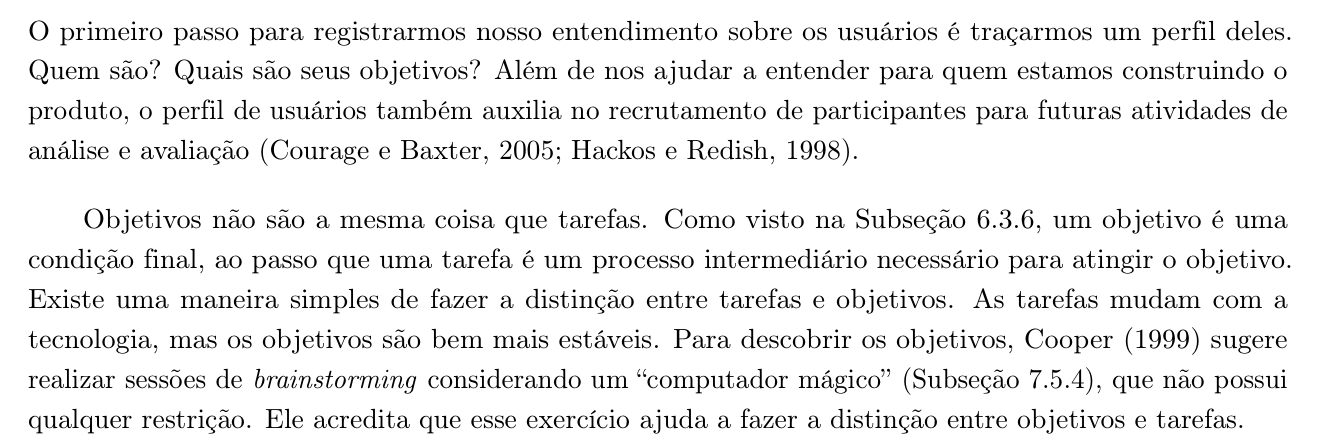 O primeiro passo para registrarmos nosso entendimento sobre os usuários é traçarmos um perfil deles.
Quem são? Quais são seus objetivos? Além de nos ajudar a entender para quem estamos construindo o
produto, o perfil de usuários também auxilia no recrutamento de participantes para futuras atividades de
análise e avaliação (Courage e Baxter, 2005; Hackos e Redish, 1998).
Objetivos não são a mesma coisa que tarefas. Como visto na Subseção 6.3.6, um objetivo é uma
condição final, ao passo que uma tarefa é um processo intermediário necessário para atingir o objetivo.
Existe uma maneira simples de fazer a distinção entre tarefas e objetivos. As tarefas mudam com a
tecnologia, mas os objetivos são bem mais estáveis. Para descobrir os objetivos, Cooper (1999) sugere
realizar sessões de brainstorming considerando um “computador mágico” (Subseção 7.5.4), que não possui
qualquer restrição. Ele acredita que esse exercício ajuda a fazer a distinção entre objetivos e tarefas.